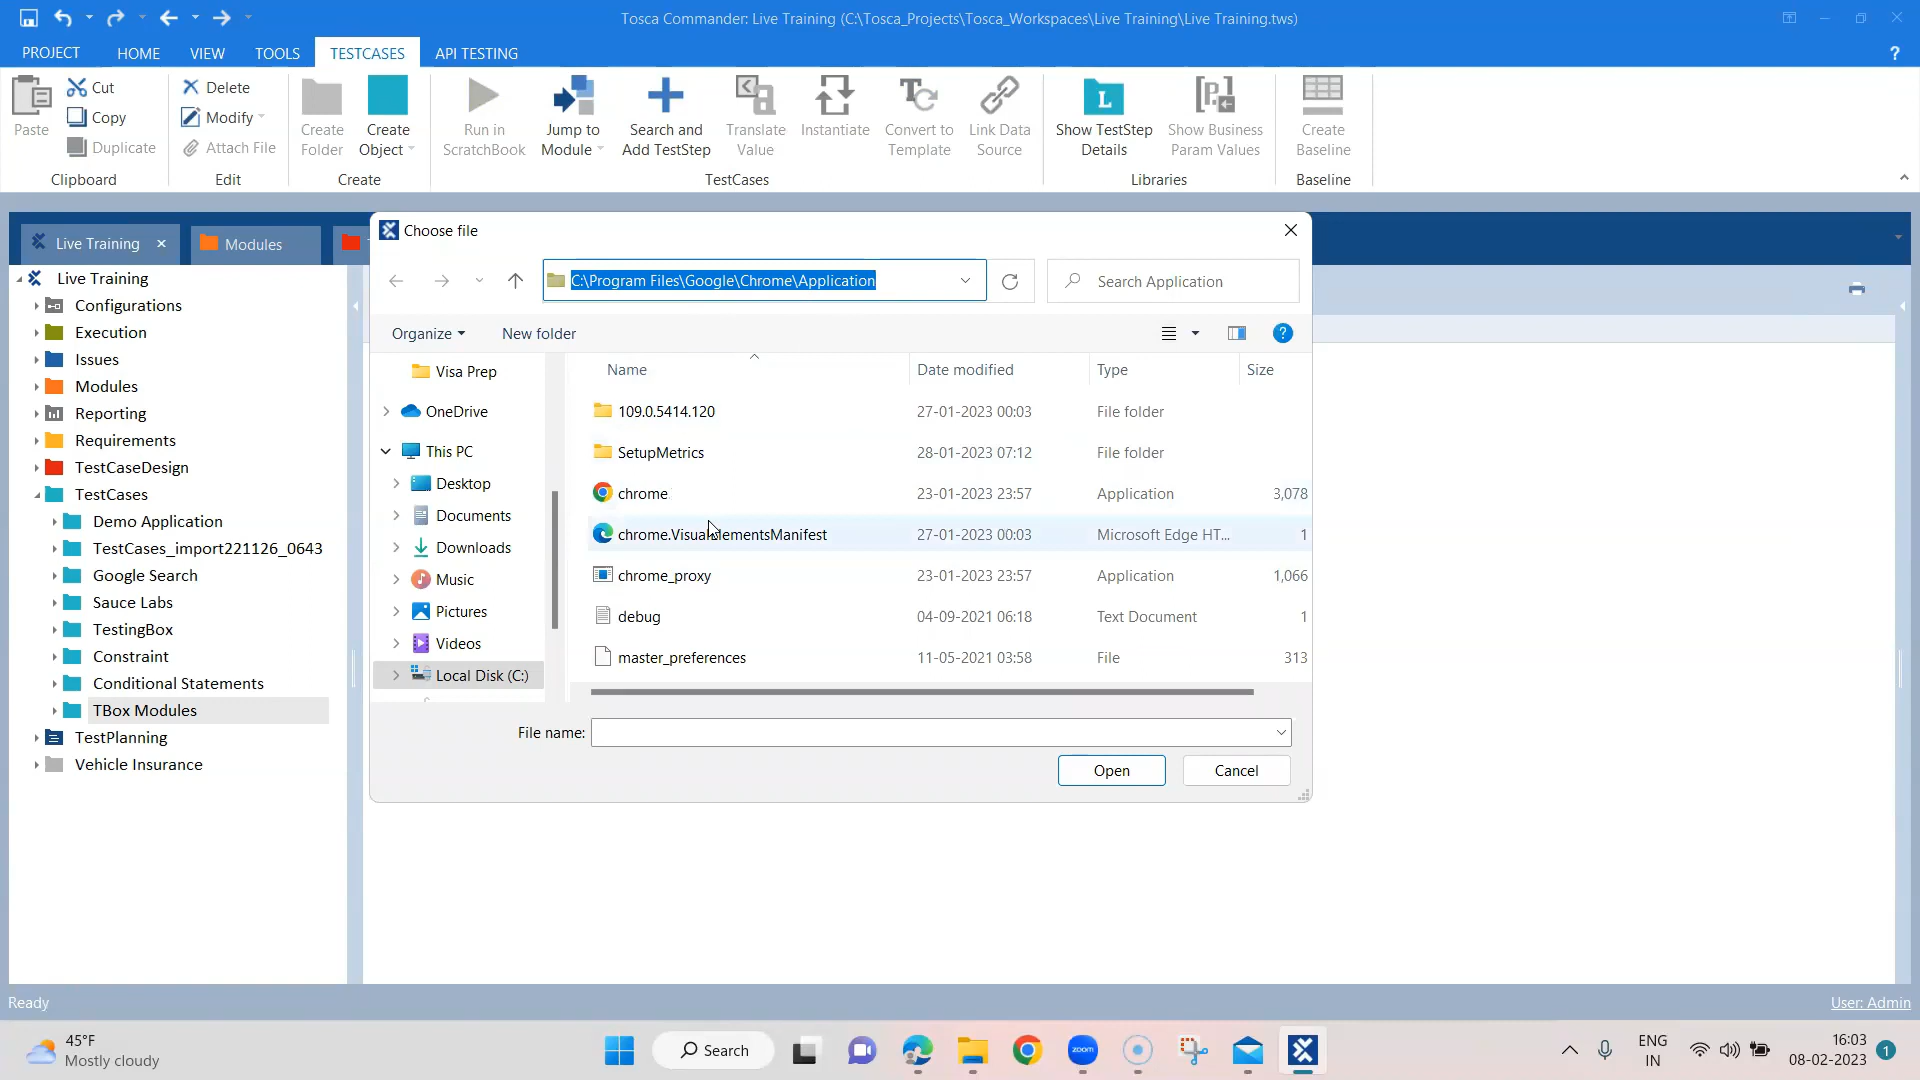 Tosca Commander: Live Training (C:\Tosca_Projects\Tosca_Workspaces\Live Training\Live Training.tws)
PROJECT HOME VIEW TOOLS TESTCASES API TESTING ?
Paste Cut Copy Duplicate
Clipboard
Delete Modify Attach File
Edit
Create Folder Create Object
Create
Run in ScratchBook Jump to Module Search and Add TestStep Translate Value Instantiate Convert to Template Link Data Source
TestCases
Show TestStep Details Show Business Param Values
Libraries
Create Baseline
Baseline
Live Training Modules
Live Training
Configurations
Execution
Issues
Modules
Reporting
Requirements
TestCaseDesign
TestCases
Demo Application
TestCases_import221126_0643
Google Search
Sauce Labs
TestingBox
Constraint
Conditional Statements
TBox Modules
TestPlanning
Vehicle Insurance
Choose file
C:\Program Files\Google\Chrome\Application
Search Application
Organize New folder ?
Visa Prep
OneDrive
This PC
Desktop
Documents
Downloads
Music
Pictures
Videos
Local Disk (C:)
Name Date modified Type Size
109.0.5414.120 27-01-2023 00:03 File folder
SetupMetrics 28-01-2023 07:12 File folder
chrome 23-01-2023 23:57 Application 3,078
chrome.VisualElementsManifest 27-01-2023 00:03 Microsoft Edge HT... 1
chrome_proxy 23-01-2023 23:57 Application 1,066
debug 04-09-2021 06:18 Text Document 1
master_preferences 11-05-2021 03:58 File 313
File name:
Open Cancel
Ready User: Admin
45°F
Mostly cloudy
Search
zoom
ENG
IN
16:03
08-02-2023
1